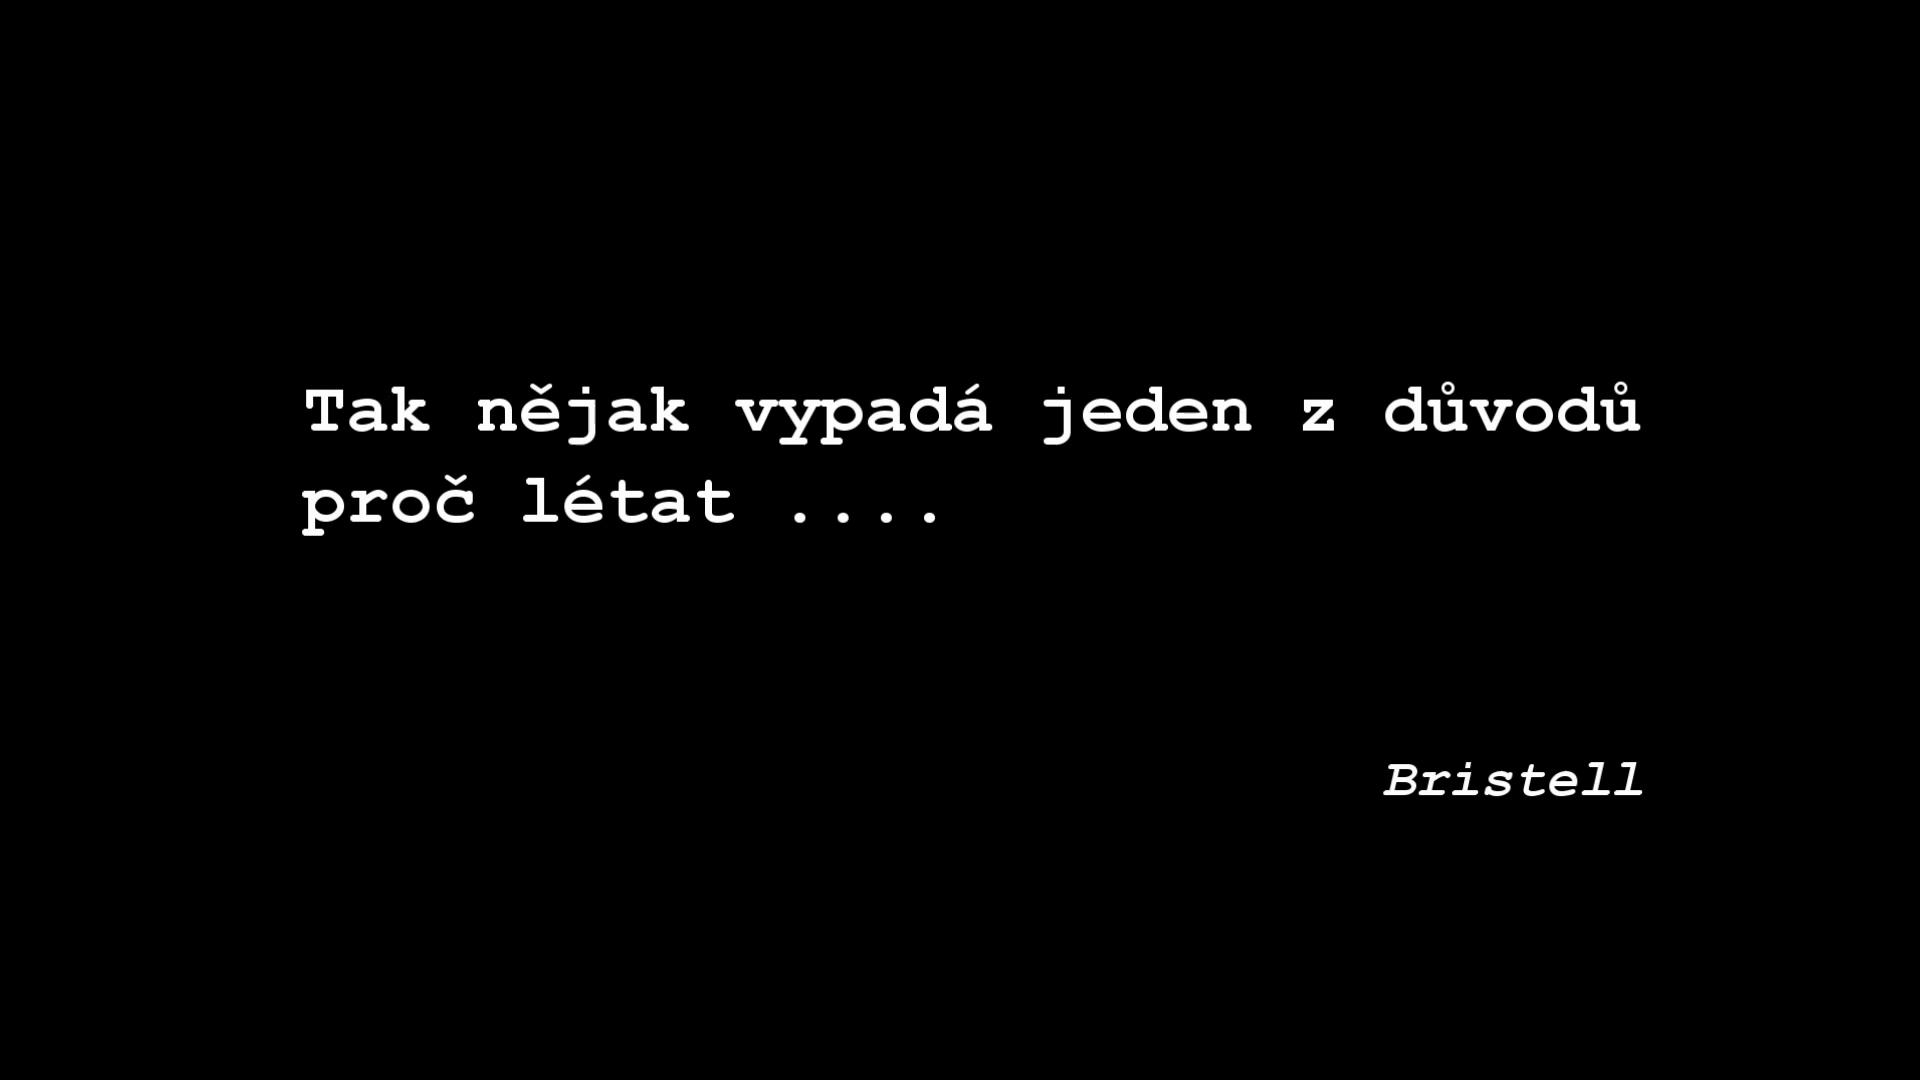 Tak nějak vypadá jeden z důvodů
proč létat ....
Bristell